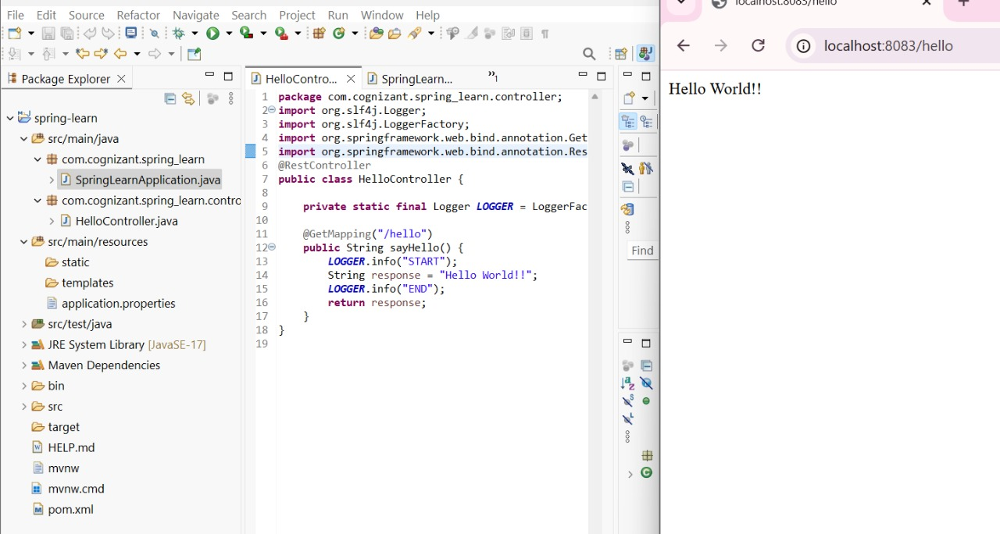 File Edit Source Refactor Navigate Search Project Run Window Help
Package Explorer
spring-learn
src/main/java
com.cognizant.spring_learn
SpringLearnApplication.java
com.cognizant.spring_learn.contro
HelloController.java
src/main/resources
static
templates
application.properties
src/test/java
JRE System Library [JavaSE-17]
Maven Dependencies
bin
src
target
HELP.md
mvnw
mvnw.cmd
pom.xml
HelloContro... SpringLearn... »1
1 package com.cognizant.spring_learn.controller;
2 import org.slf4j.Logger;
3 import org.slf4j.LoggerFactory;
4 import org.springframework.web.bind.annotation.Get
5 import org.springframework.web.bind.annotation.Res
6 @RestController
7 public class HelloController {
8
9 private static final Logger LOGGER = LoggerFac
10
11 @GetMapping("/hello")
12 public String sayHello() {
13 LOGGER.info("START");
14 String response = "Hello World!!";
15 LOGGER.info("END");
16 return response;
17 }
18 }
19
Find
localhost:8083/hello
localhost:8083/hello
Hello World!!